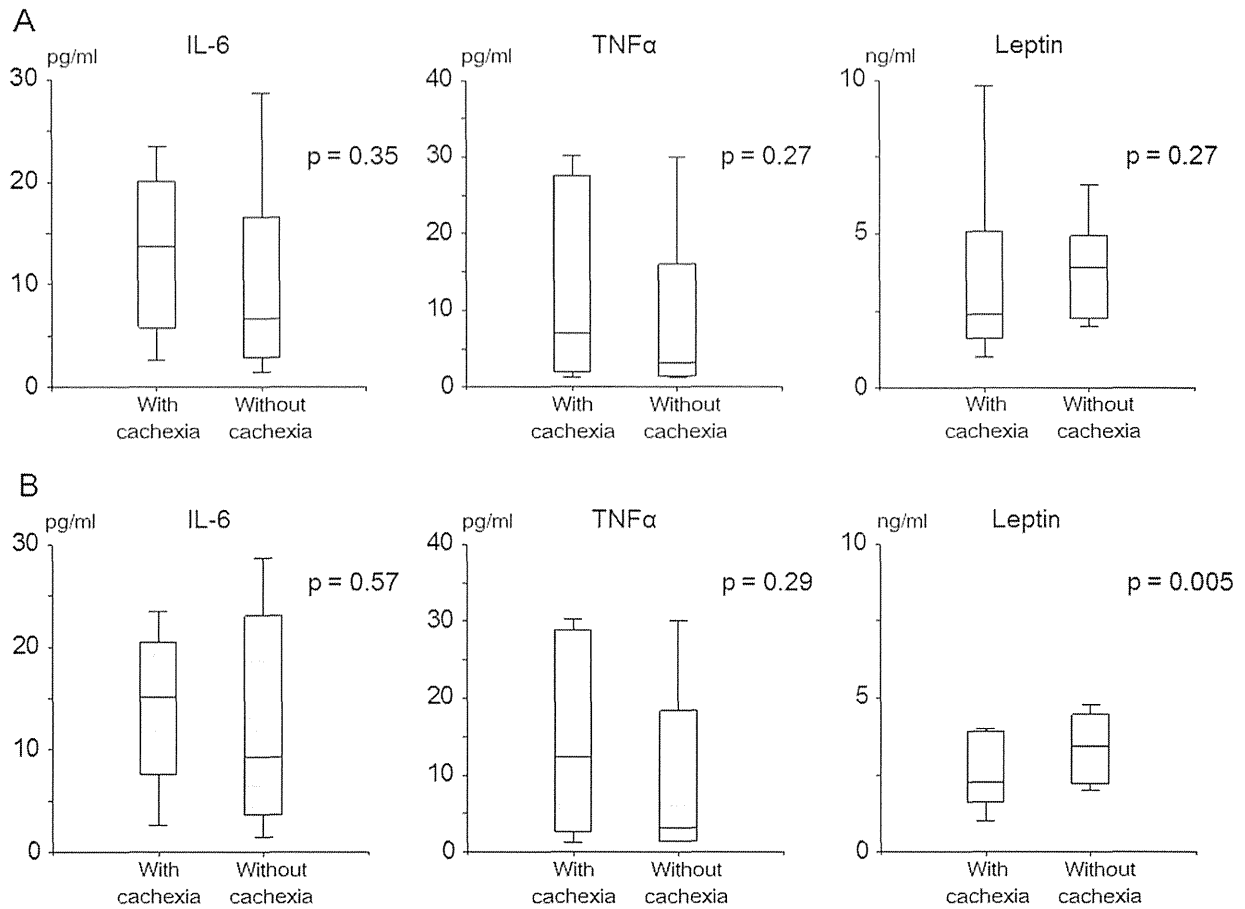 A
IL-6
TNFα
Leptin
pg/ml
pg/ml
ng/ml
30
20
10
0
p = 0.35
40
30
20
10
0
p = 0.27
10
5
0
p = 0.27
With cachexia
Without cachexia
With cachexia
Without cachexia
With cachexia
Without cachexia
B
IL-6
TNFα
Leptin
pg/ml
pg/ml
ng/ml
30
20
10
0
p = 0.57
40
30
20
10
0
p = 0.29
10
5
0
p = 0.005
With cachexia
Without cachexia
With cachexia
Without cachexia
With cachexia
Without cachexia